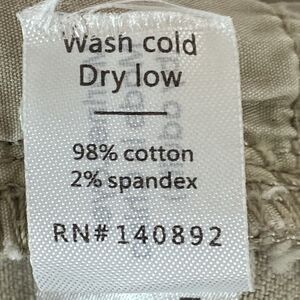 Wash cold
Dry low
98% cotton
2% spandex
RN# 140892